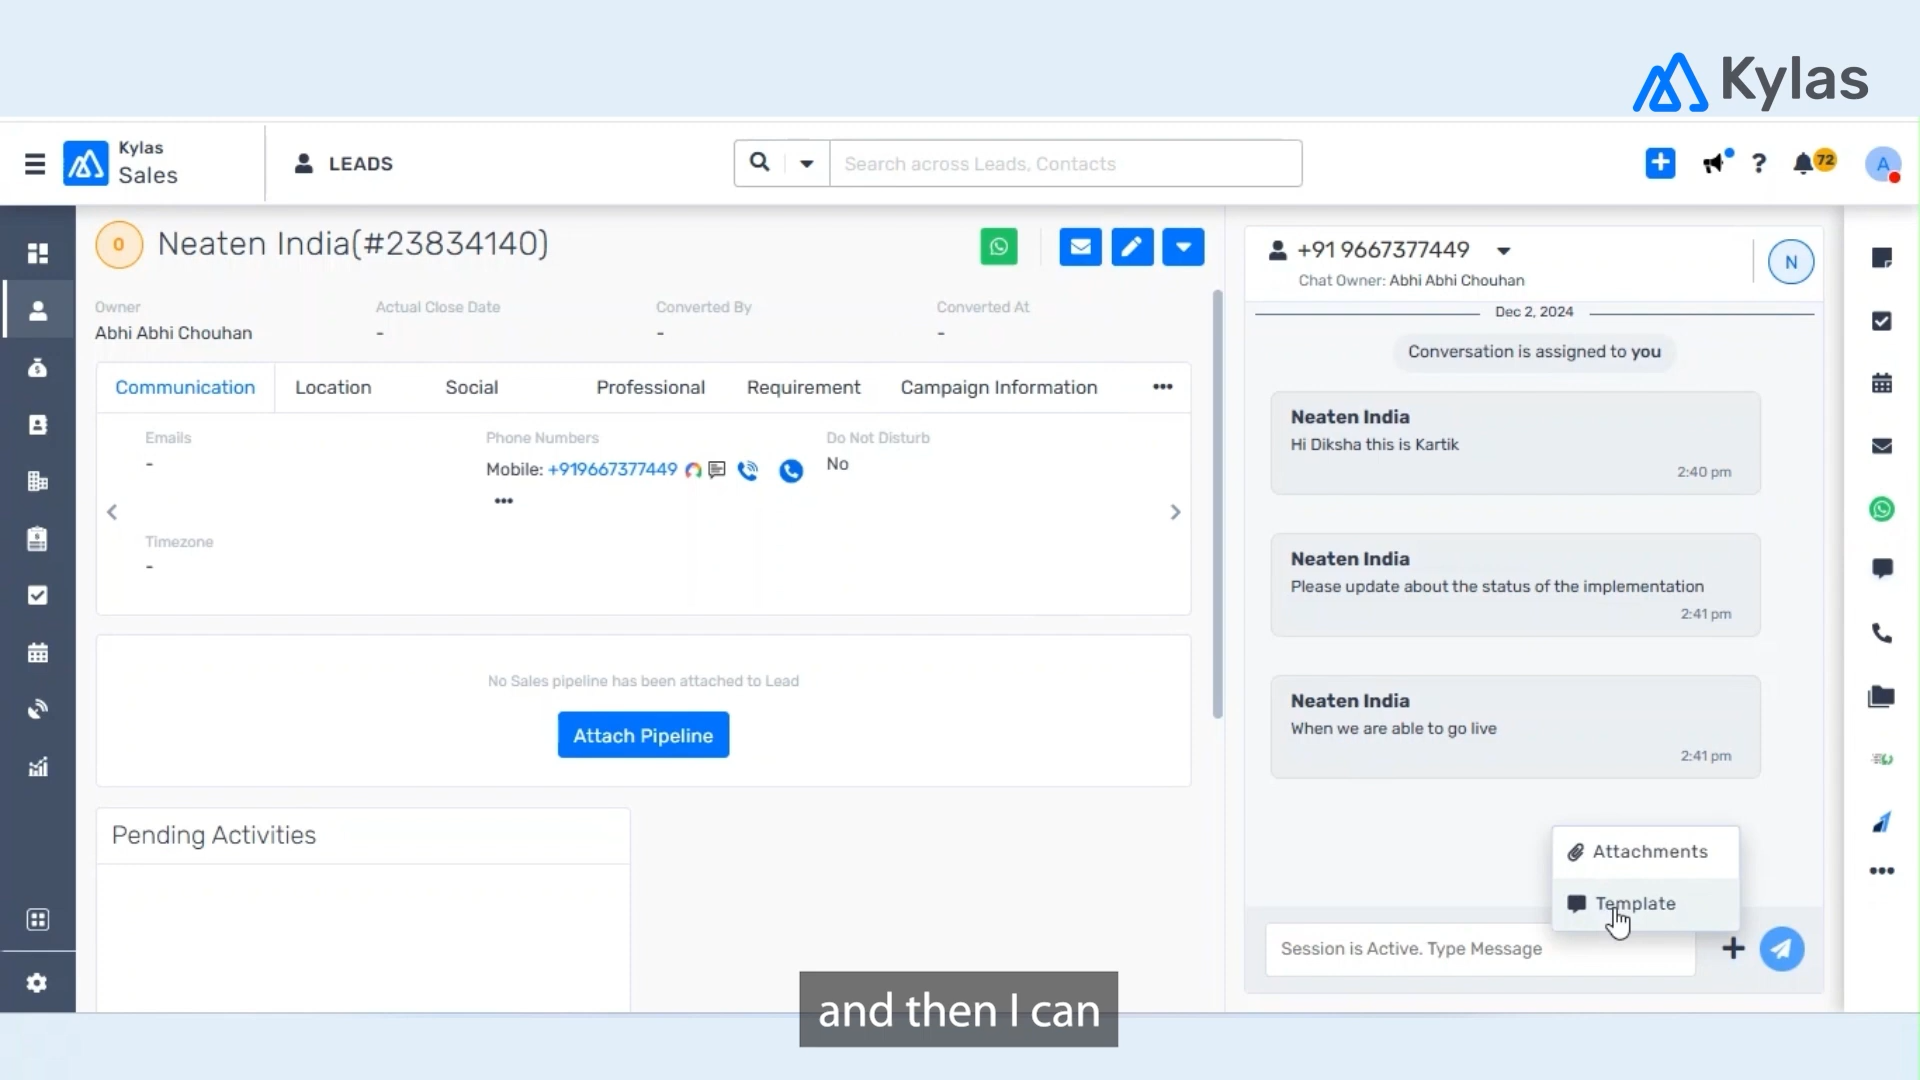 Kylas
Kylas
Sales
LEADS
Search across Leads, Contacts
?
72
A
0
Neaten India(#23834140)
Owner
Abhi Abhi Chouhan
Actual Close Date
-
Converted By
-
Converted At
-
Communication
Location
Social
Professional
Requirement
Campaign Information
Emails
-
Phone Numbers
Mobile: +919667377449
Do Not Disturb
No
Timezone
-
No Sales pipeline has been attached to Lead
Attach Pipeline
Pending Activities
+91 9667377449
Chat Owner: Abhi Abhi Chouhan
N
Dec 2, 2024
Conversation is assigned to you
Neaten India
Hi Diksha this is Kartik
2:40 pm
Neaten India
Please update about the status of the implementation
2:41 pm
Neaten India
When we are able to go live
2:41 pm
Attachments
Template
Session is Active. Type Message
and then I can